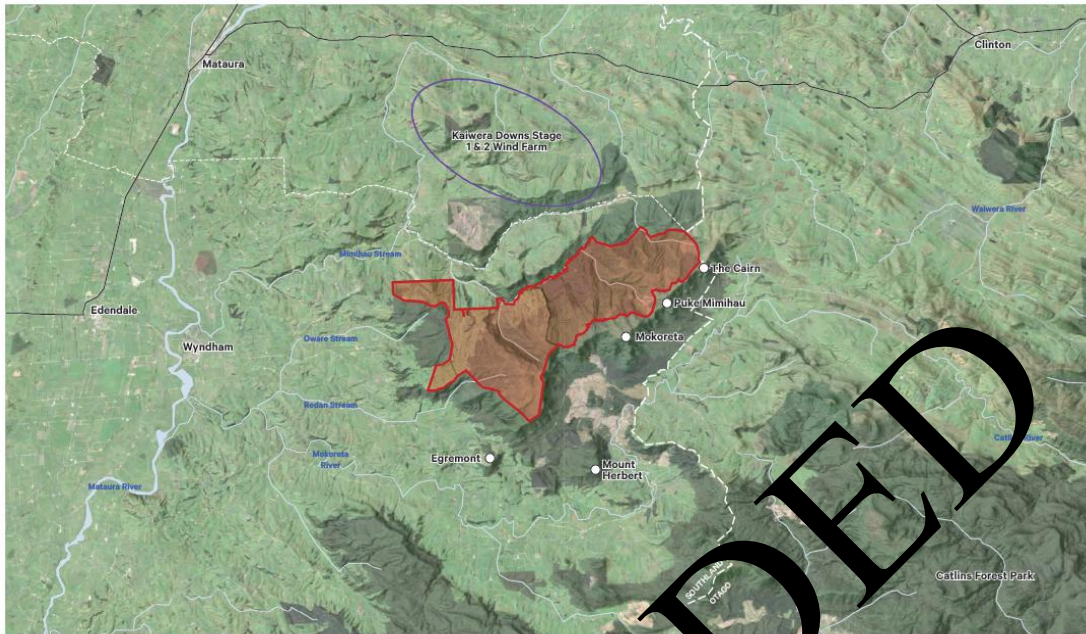 Mataura
Clinton
Kaiwera Downs Stage
1 & 2 Wind Farm
Waiwera River
Mimihau Stream
The Cairn
Puke Mimihau
Edendale
Oware Stream
Mokoreta
Wyndham
Redan Stream
Mokoreta
River
Egremont
Mount
Herbert
Mataura River
SOUTHLAND
OTAGO
Catlins Forest Park
DED